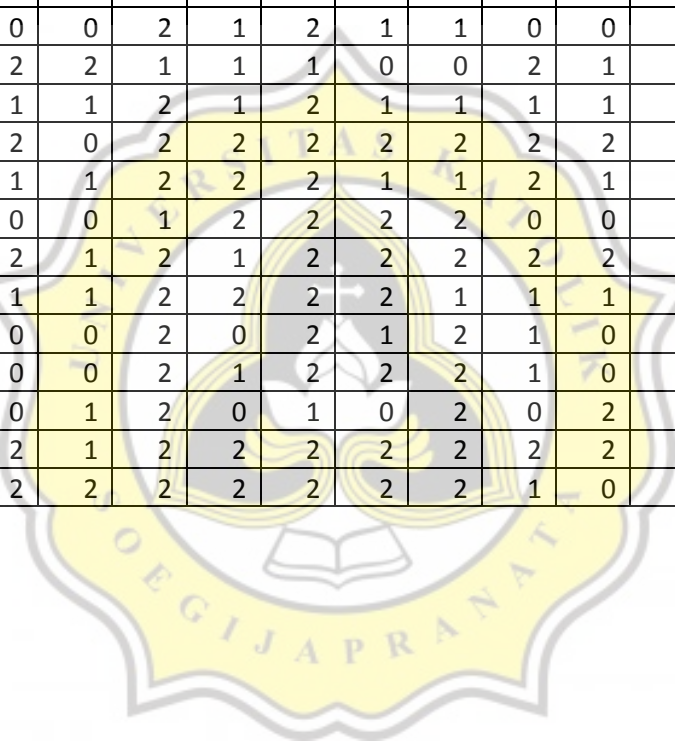 0 0 2 1 2 1 1 0 0
2 2 1 1 1 0 0 2 1
1 1 2 1 2 1 1 1 1
2 0 2 2 2 2 2 2 2
1 1 2 2 2 1 1 2 1
0 0 1 2 2 2 2 0 0
2 1 2 1 2 2 2 2 2
1 1 2 2 2 2 1 1 1
0 0 2 0 2 1 2 1 0
0 0 2 1 2 2 2 1 0
0 1 2 0 1 0 2 0 2
2 1 2 2 2 2 2 2 2
2 2 2 2 2 2 2 1 0
UNIVERSITAS KATOLIK
SOEGIJAPRANATA